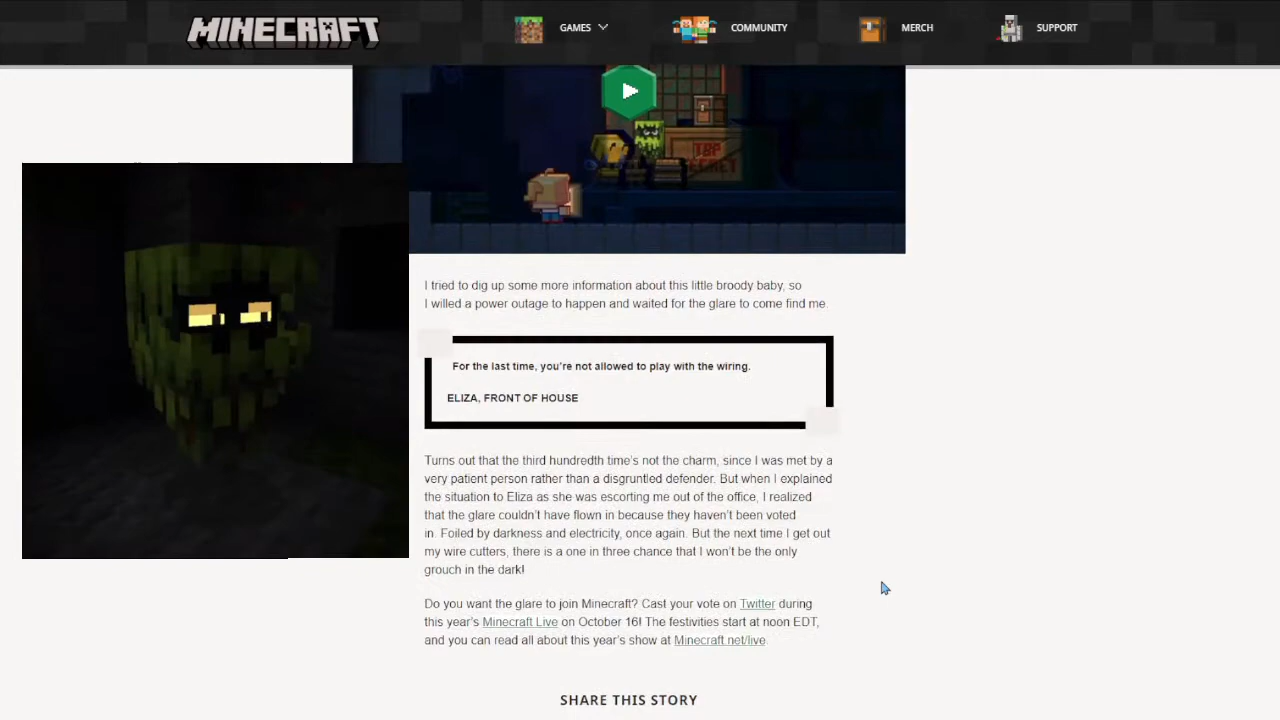 MINECRAFT
GAMES
COMMUNITY
MERCH
SUPPORT
TOP
SECRET
I tried to dig up some more information about this little broody baby, so
I willed a power outage to happen and waited for the glare to come find me.
For the last time, you're not allowed to play with the wiring.
ELIZA, FRONT OF HOUSE
Turns out that the third hundredth time's not the charm, since I was met by a
very patient person rather than a disgruntled defender. But when I explained
the situation to Eliza as she was escorting me out of the office, I realized
that the glare couldn't have flown in because they haven't been voted
in. Foiled by darkness and electricity, once again. But the next time I get out
my wire cutters, there is a one in three chance that I won't be the only
grouch in the dark!
Do you want the glare to join Minecraft? Cast your vote on Twitter during
this year's Minecraft Live on October 16! The festivities start at noon EDT,
and you can read all about this year's show at Minecraft.net/live.
SHARE THIS STORY